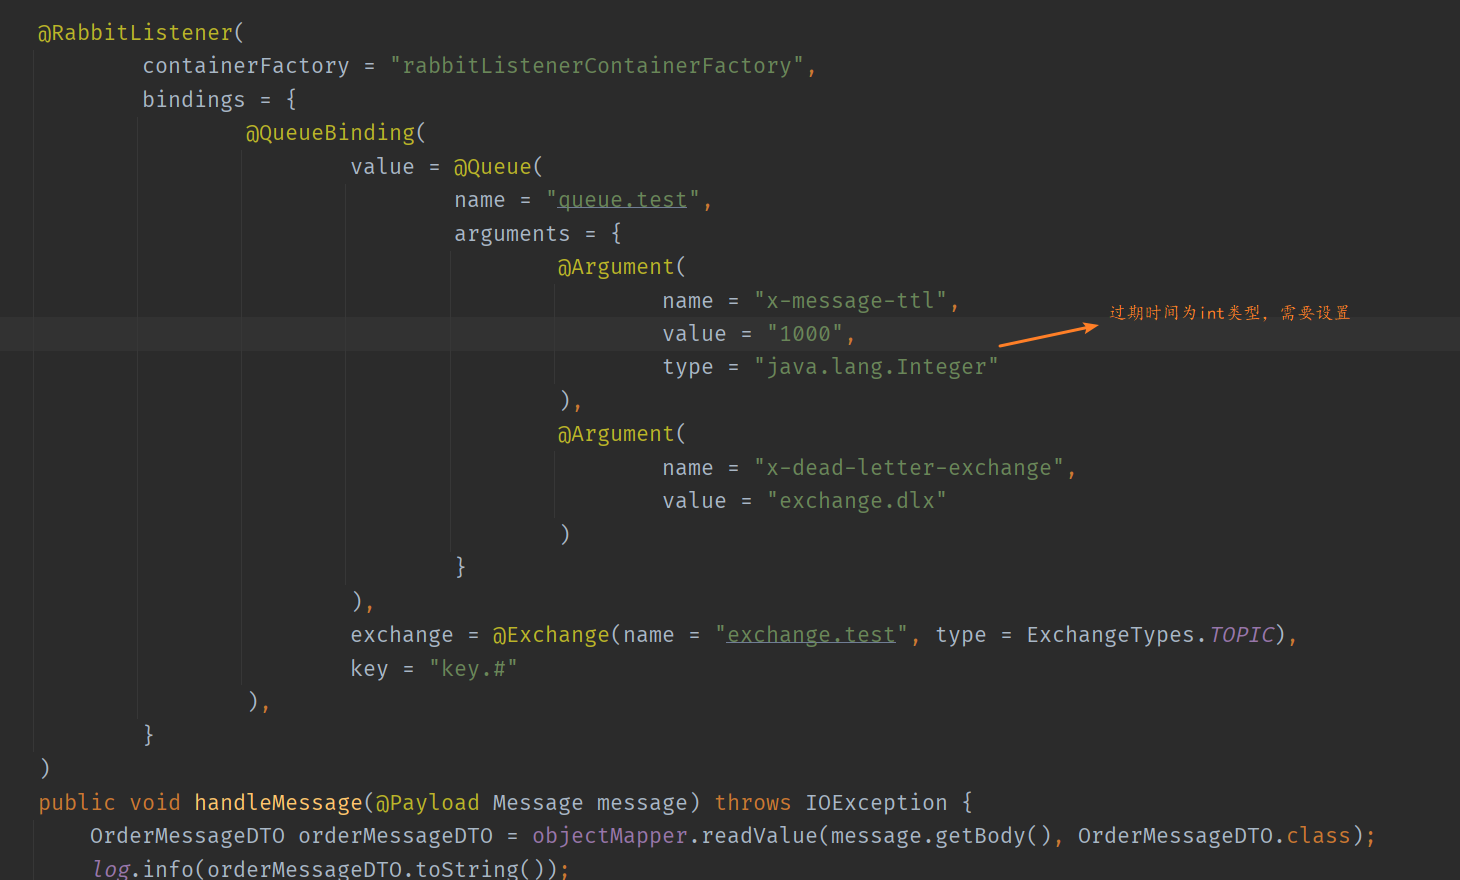 @RabbitListener(
containerFactory = "rabbitListenerContainerFactory",
bindings = {
@QueueBinding(
value = @Queue(
name = "queue.test",
arguments = {
@Argument(
name = "x-message-ttl",
过期时间为int类型，需要设置
value = "1000",
type = "java.lang.Integer"
),
@Argument(
name = "x-dead-letter-exchange",
value = "exchange.dlx"
)
}
),
exchange = @Exchange(name = "exchange.test", type = ExchangeTypes.TOPIC),
key = "key.#"
),
}
)
public void handleMessage(@Payload Message message) throws IOException {
OrderMessageDTO orderMessageDTO = objectMapper.readValue(message.getBody(), OrderMessageDTO.class);
log.info(orderMessageDTO.toString());